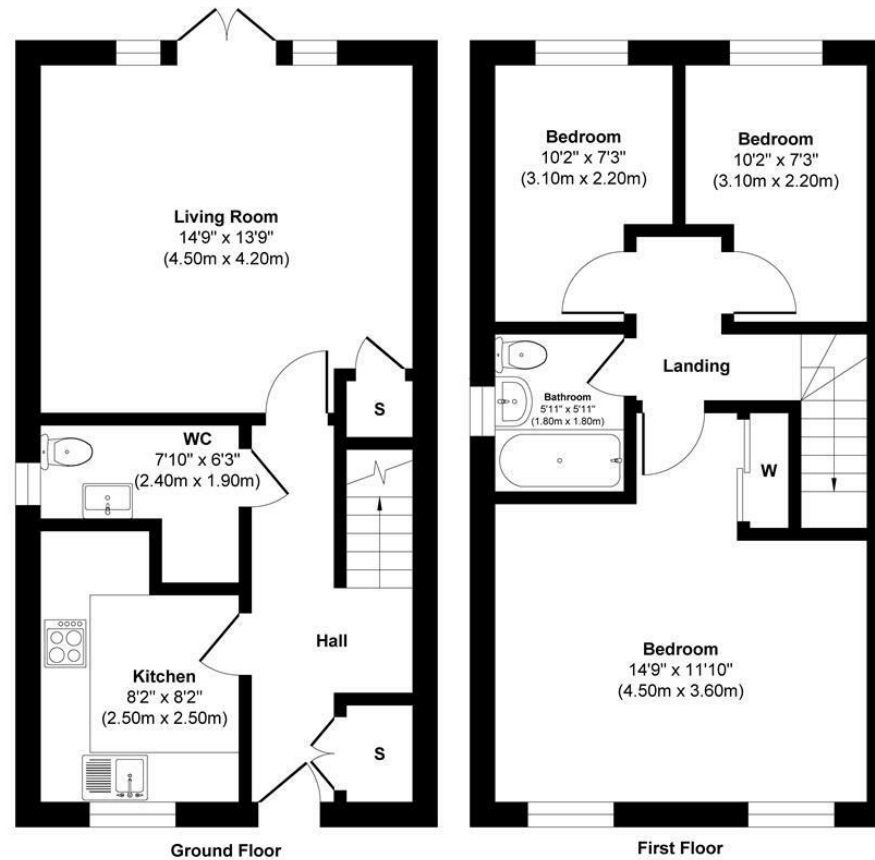 Living Room
14'9" x 13'9"
(4.50m x 4.20m)
S
WC
7'10" x 6'3"
(2.40m x 1.90m)
Hall
Kitchen
8'2" x 8'2"
(2.50m x 2.50m)
S
Ground Floor
Bedroom
10'2" x 7'3"
(3.10m x 2.20m)
Bedroom
10'2" x 7'3"
(3.10m x 2.20m)
Landing
Bathroom
5'11" x 5'11"
(1.80m x 1.80m)
W
Bedroom
14'9" x 11'10"
(4.50m x 3.60m)
First Floor